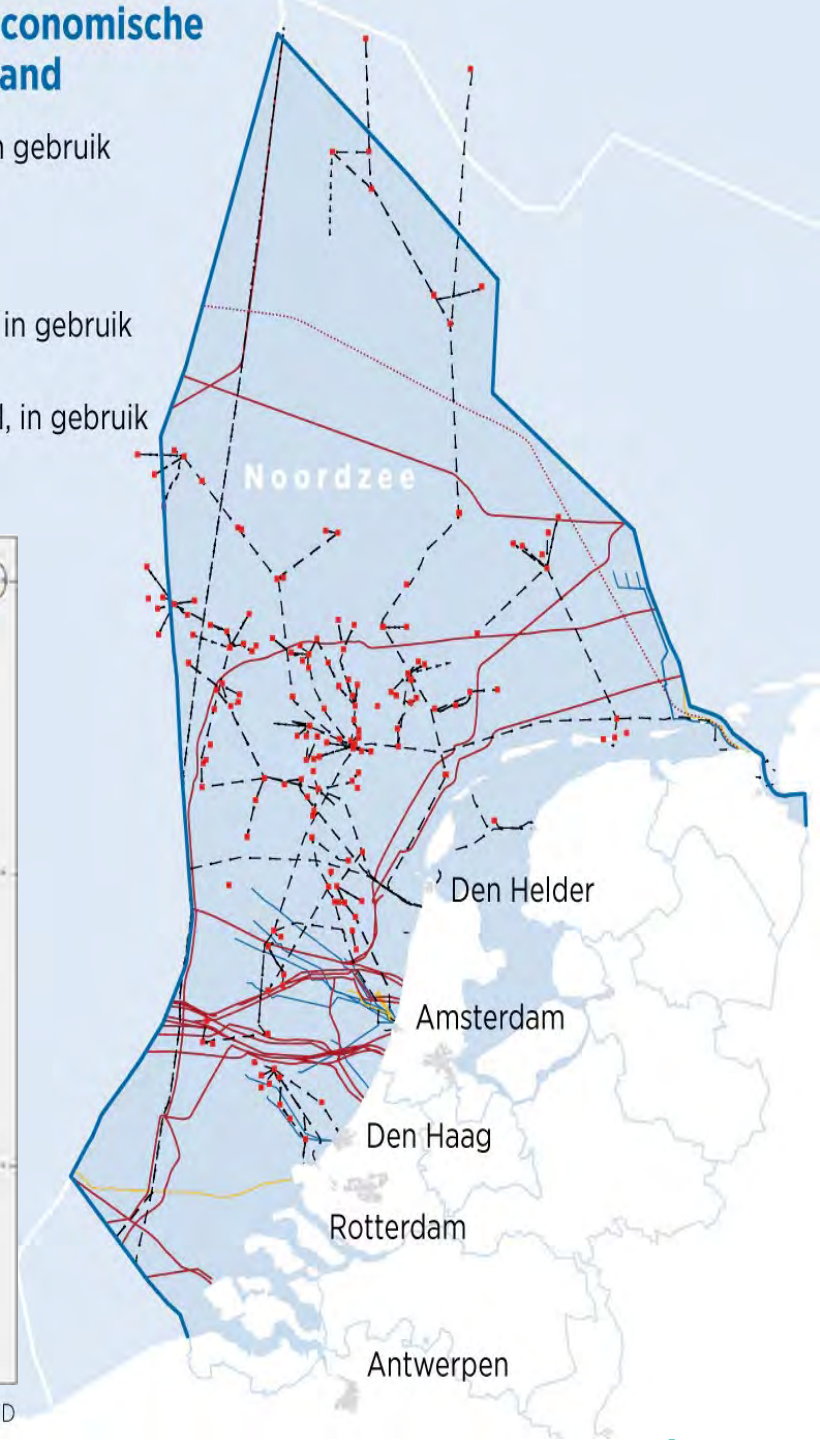 conomische
and
n gebruik
in gebruik
l, in gebruik
Noordzee
Den Helder
Amsterdam
Den Haag
Rotterdam
Antwerpen
D